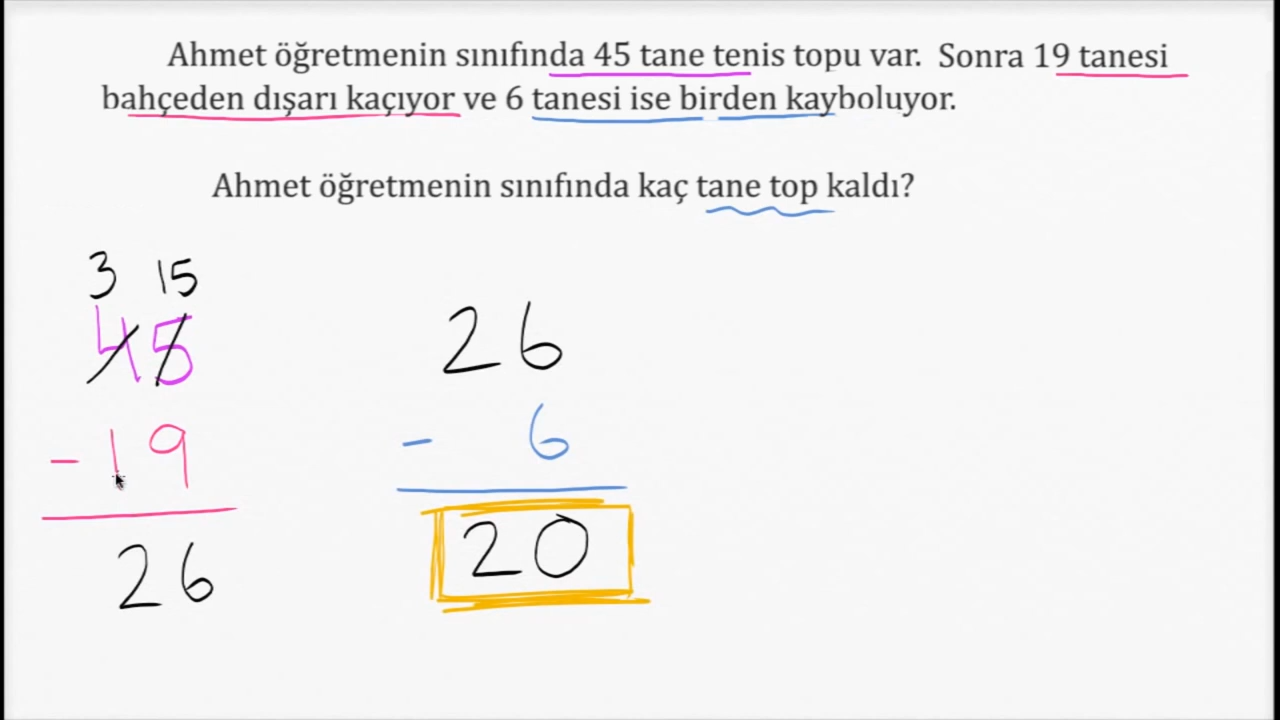 Ahmet öğretmenin sınıfında 45 tane tenis topu var. Sonra 19 tanesi
bahçeden dışarı kaçıyor ve 6 tanesi ise birden kayboluyor.
Ahmet öğretmenin sınıfında kaç tane top kaldı?
3 15
45
- 19
26
26
- 6
20